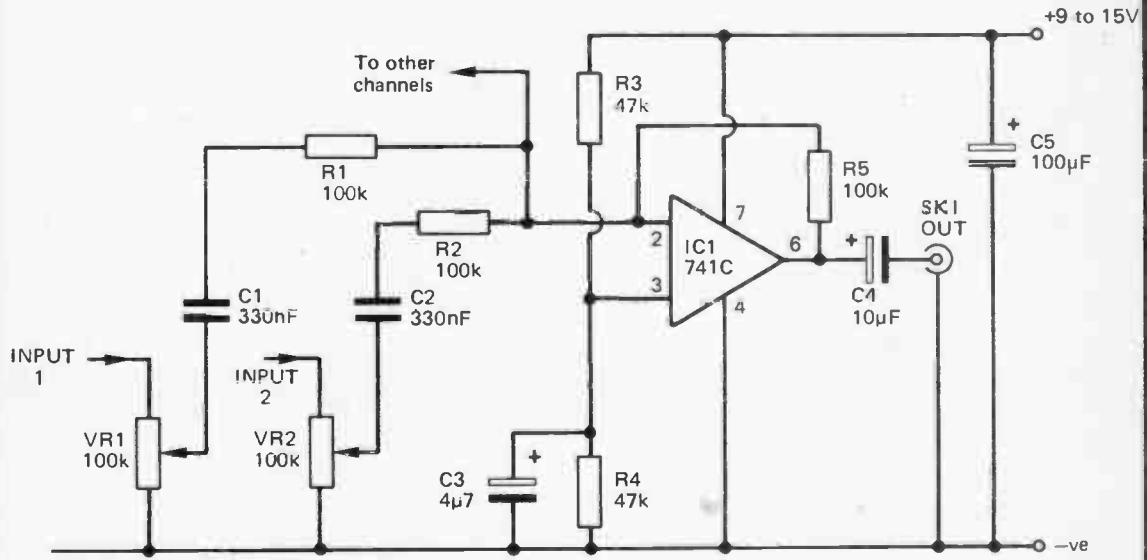 +9 to 15V
To other
channels
R3
47k
+
C5
100µF
R1
100k
R5
100k
SKI
OUT
R2
100k
7
2
IC1
741C
6
+
3
4
C4
10µF
C1
330nF
C2
330nF
INPUT
1
INPUT
2
VR1
100k
VR2
100k
C3
4µ7
+
R4
47k
-ve